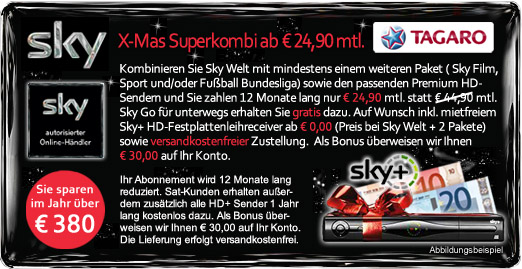 sky
X-Mas Superkombi ab € 24,90 mtl.
TAGARO
Kombinieren Sie Sky Welt mit mindestens einem weiteren Paket ( Sky Film,
Sport und/oder Fußball Bundesliga) sowie den passenden Premium HD-
Sendern und Sie zahlen 12 Monate lang nur € 24,90 mtl. statt € 44,90 mtl.
Sky Go für unterwegs erhalten Sie gratis dazu. Auf Wunsch inkl. mietfreiem
Sky+ HD-Festplattenleihreceiver ab € 0,00 (Preis bei Sky Welt + 2 Pakete)
sowie versandkostenfreier Zustellung. Als Bonus überweisen wir Ihnen
€ 30,00 auf Ihr Konto.
sky
autorisierter
Online-Händler
Sie sparen
im Jahr über
€ 380
Ihr Abonnement wird 12 Monate lang
reduziert. Sat-Kunden erhalten außer-
dem zusätzlich alle HD+ Sender 1 Jahr
lang kostenlos dazu. Als Bonus über-
weisen wir Ihnen € 30,00 auf Ihr Konto.
Die Lieferung erfolgt versandkostenfrei.
sky+
10
20
Abbildungsbeispiel